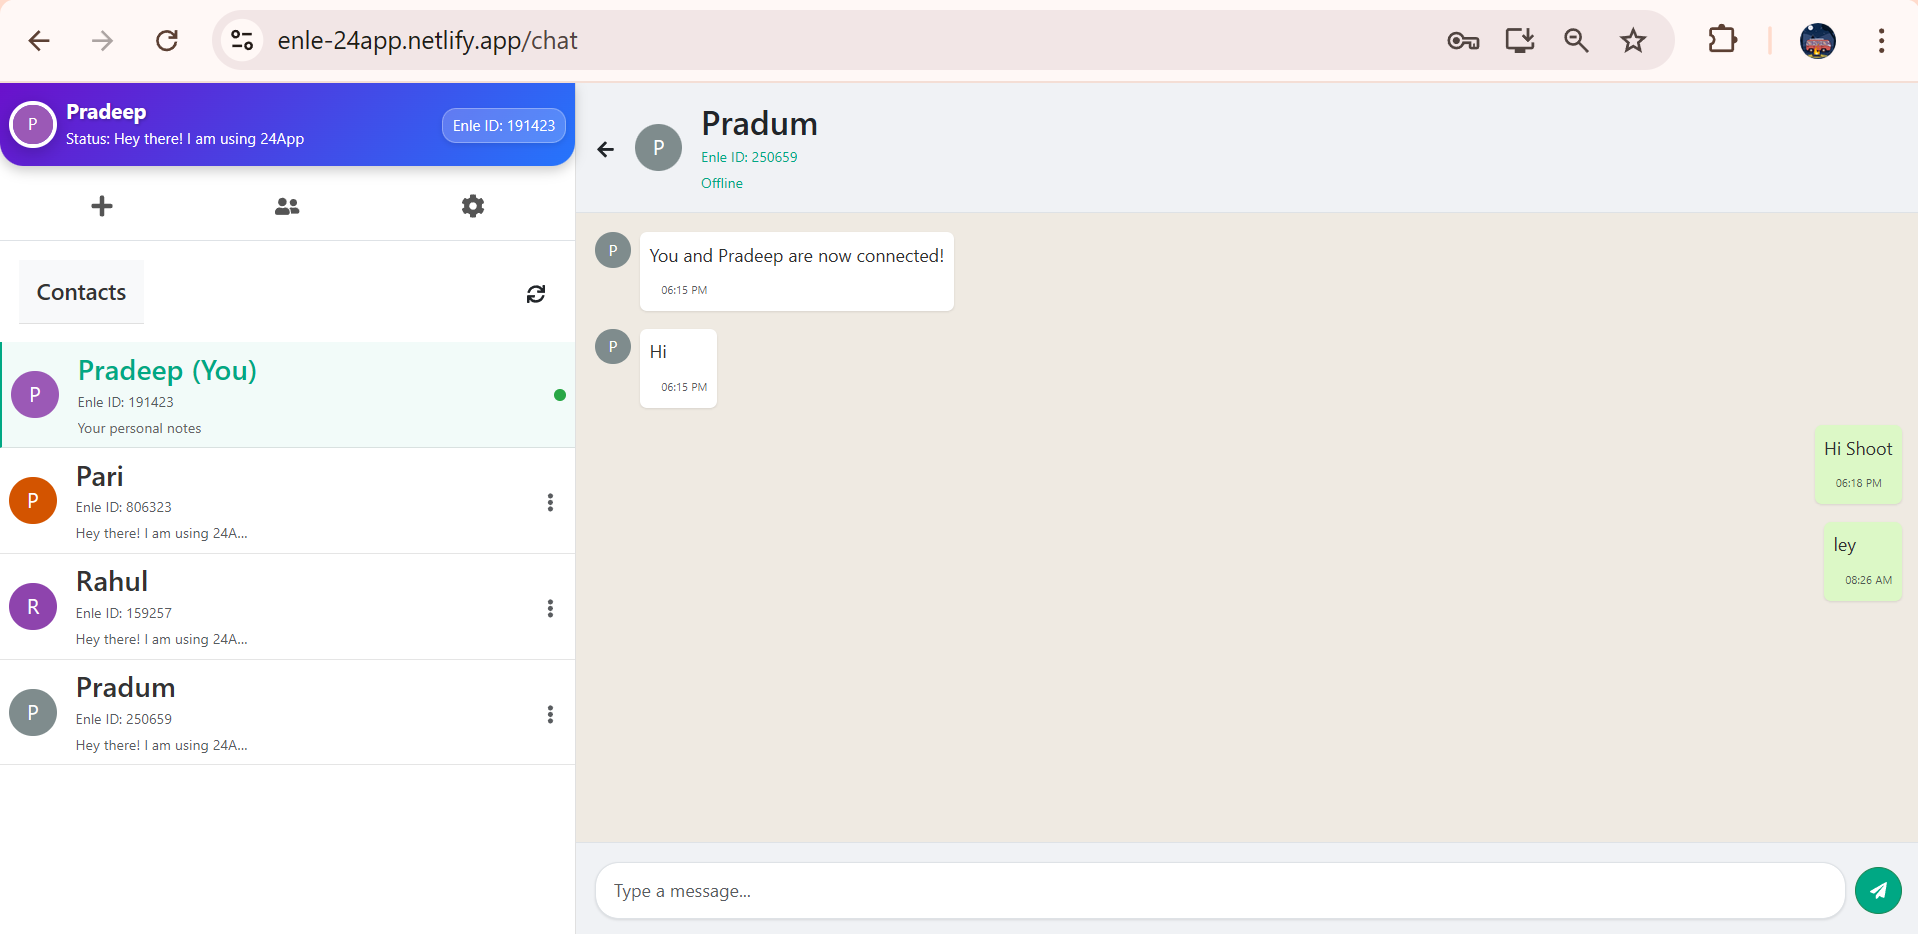 enle-24app.netlify.app/chat
P
Pradeep
Status: Hey there! I am using 24App
Enle ID: 191423
Contacts
P
Pradeep (You)
Enle ID: 191423
Your personal notes
P
Pari
Enle ID: 806323
Hey there! I am using 24A...
R
Rahul
Enle ID: 159257
Hey there! I am using 24A...
P
Pradum
Enle ID: 250659
Hey there! I am using 24A...
P
Pradum
Enle ID: 250659
Offline
P
You and Pradeep are now connected!
06:15 PM
P
Hi
06:15 PM
Hi Shoot
06:18 PM
ley
08:26 AM
Type a message...